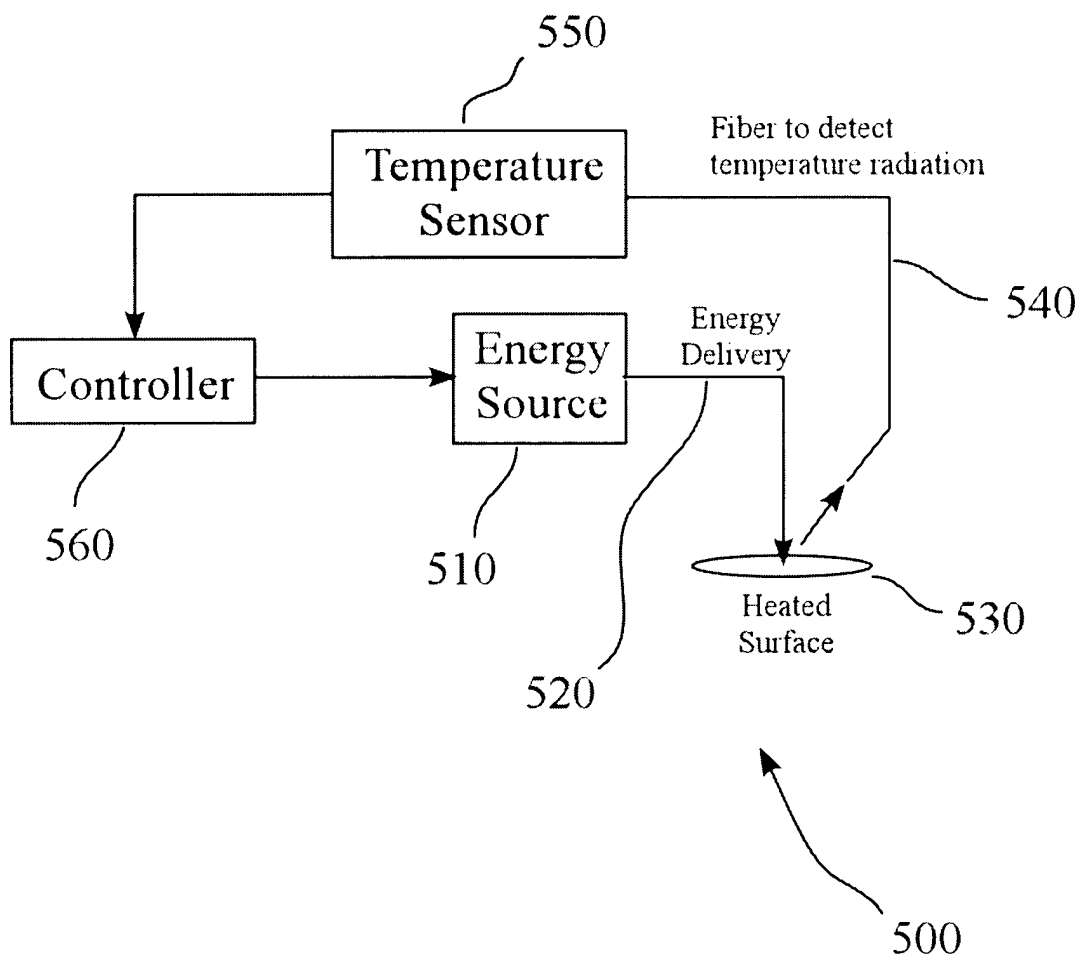 550
Temperature
Sensor
Fiber to detect
temperature radiation
540
Controller
560
Energy
Source
510
Energy
Delivery
520
Heated
Surface
530
500